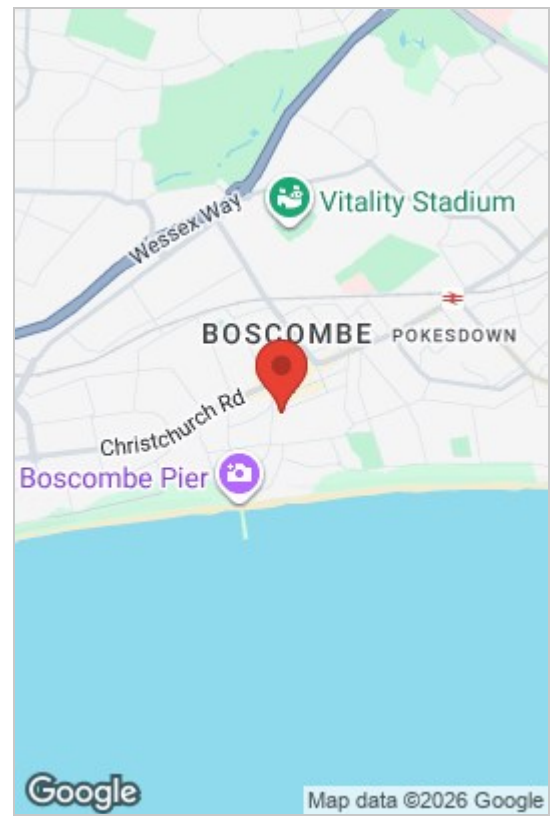 Vitality Stadium
Wessex Way
BOSCOMBE
POKESDOWN
Christchurch Rd
Boscombe Pier
Google
Map data ©2026 Google